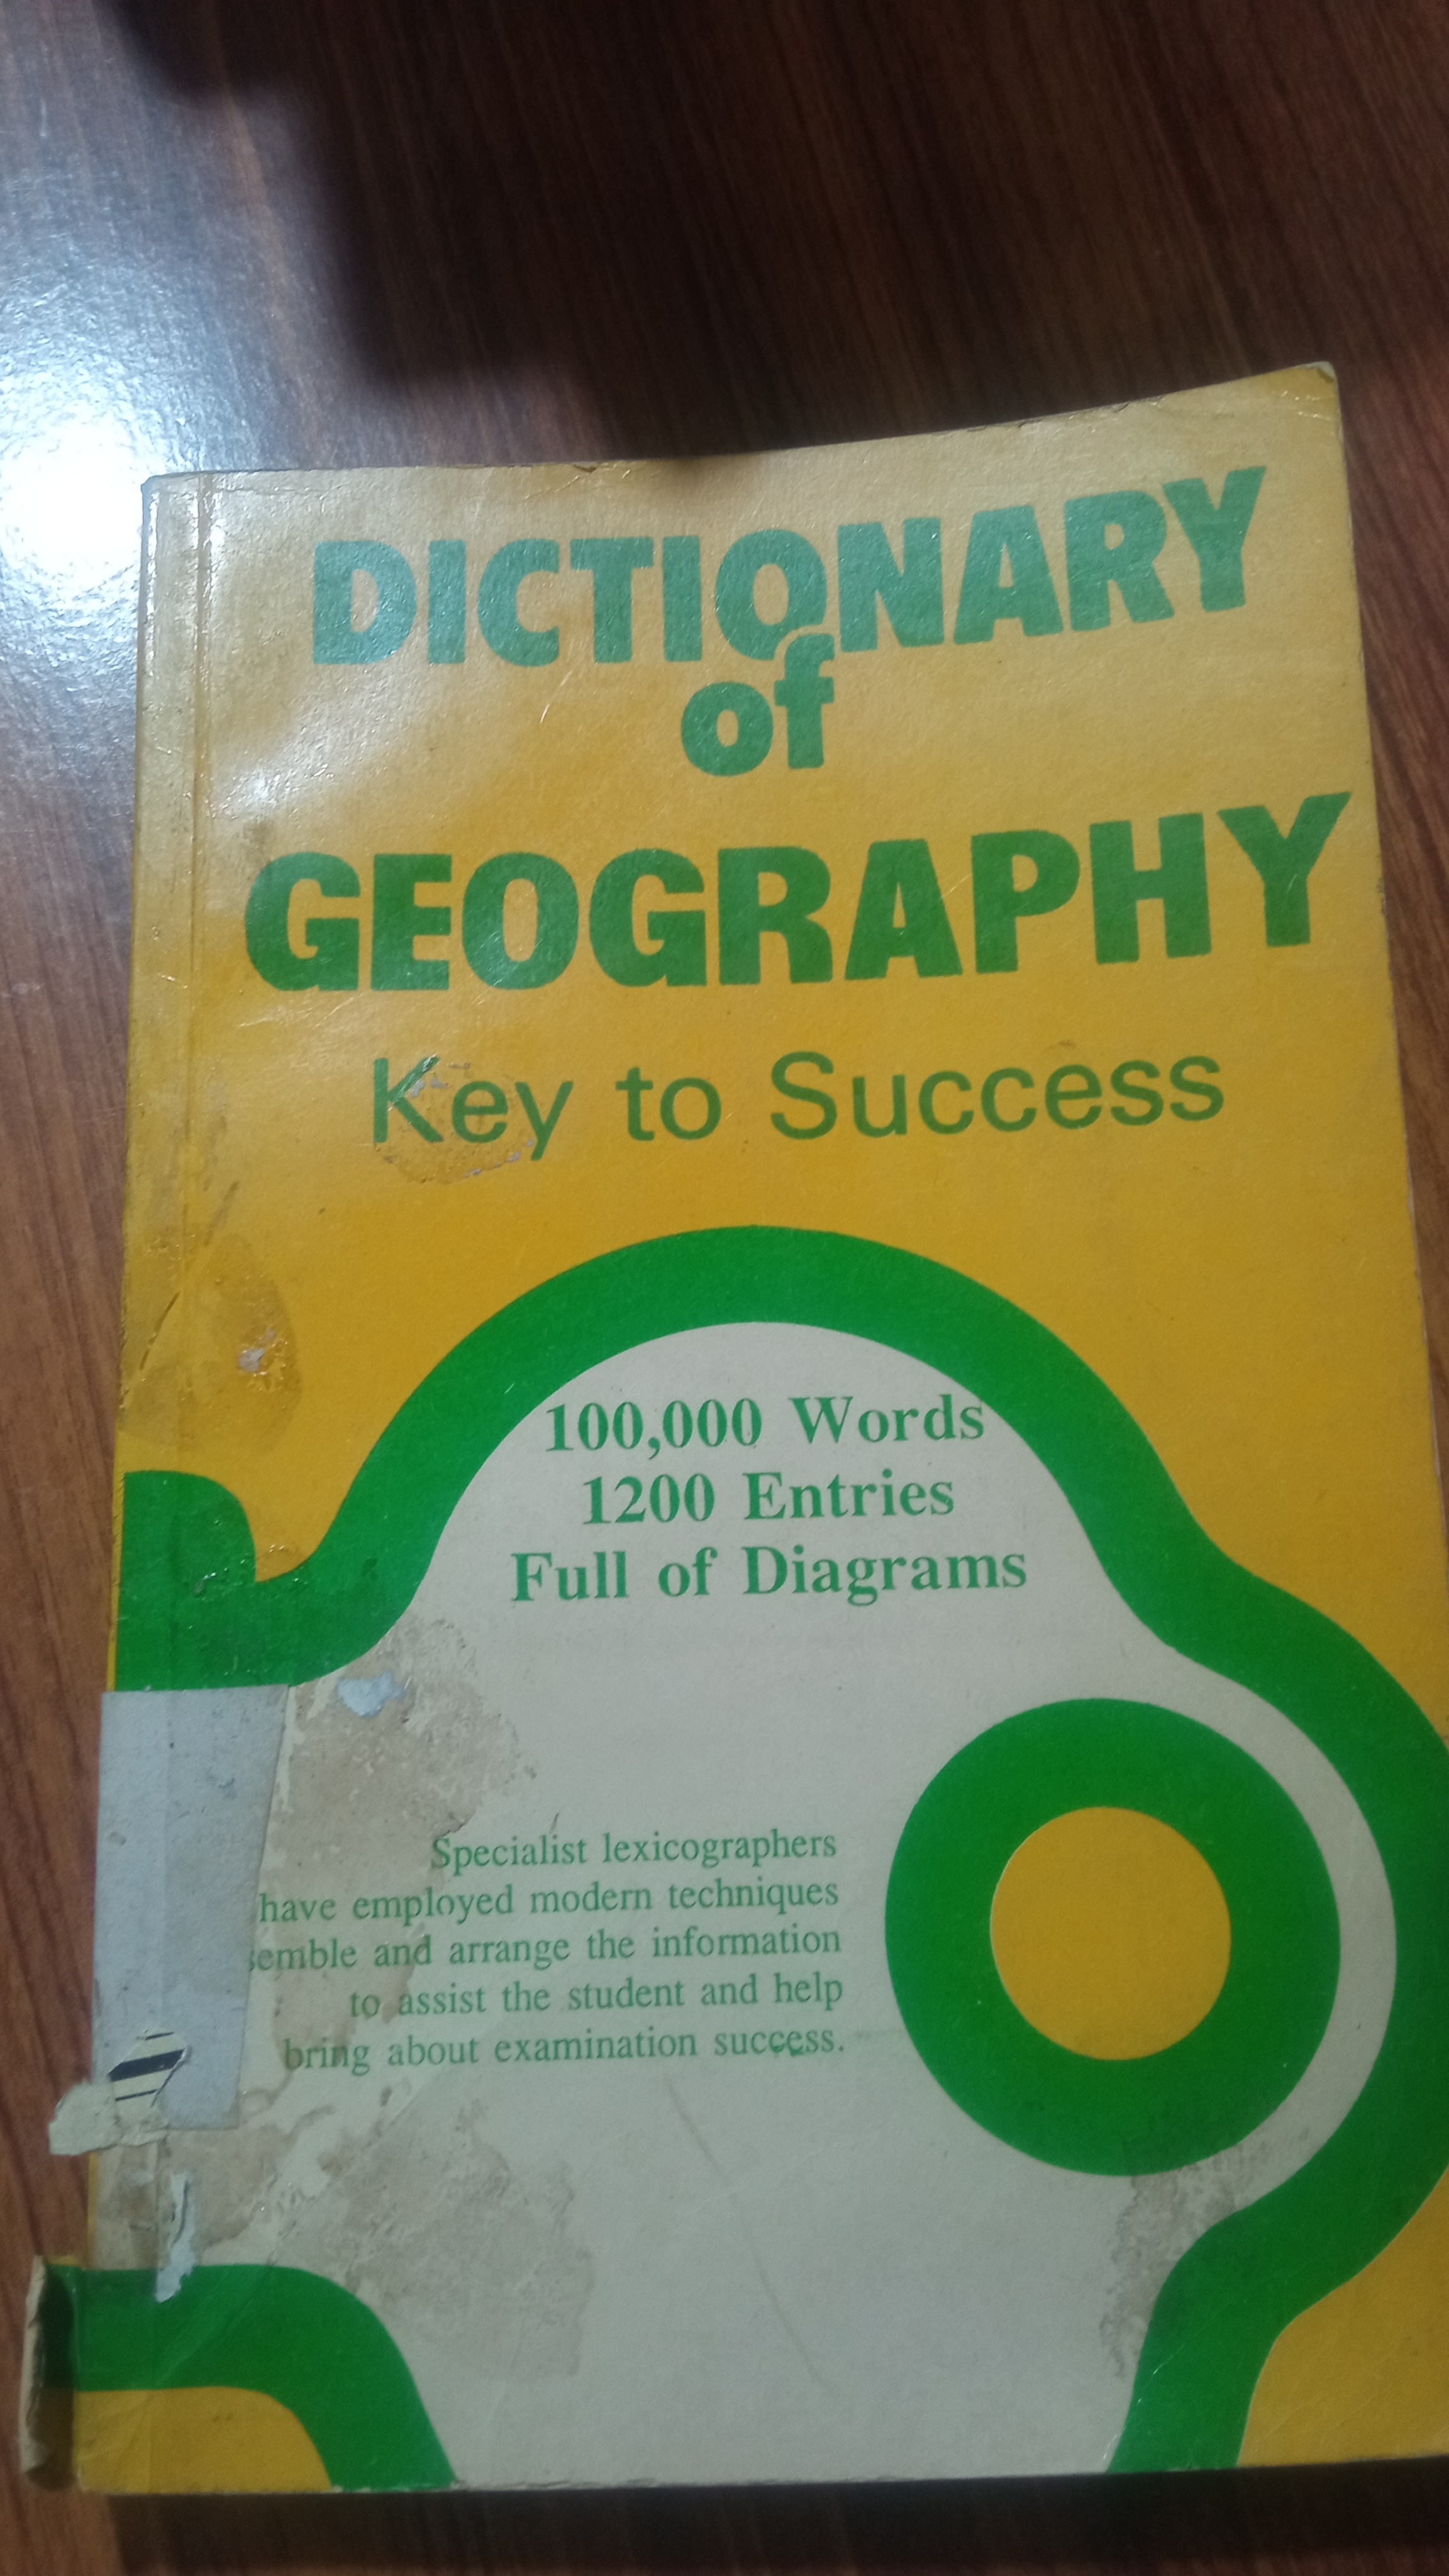 DICTIONARY
of
GEOGRAPHY
Key to Success
100,000 Words
1200 Entries
Full of Diagrams
Specialist lexicographers
have employed modern techniques
and arrange the information
to assist the student and help
bring about examination success.